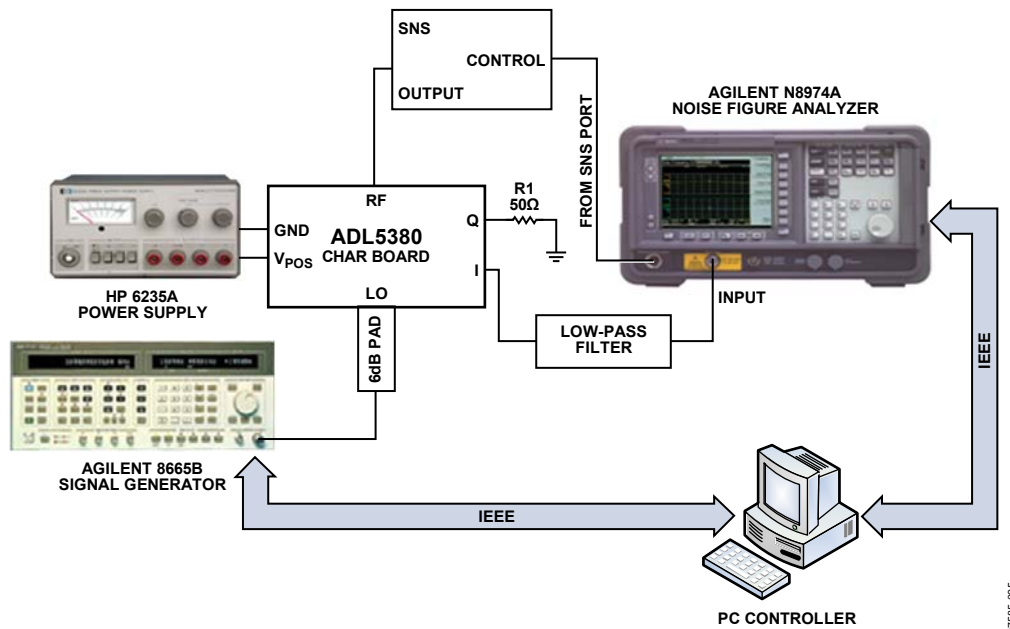 SNS
CONTROL
OUTPUT
AGILENT N8974A
NOISE FIGURE ANALYZER
FROM SNS PORT
RF
R1
50Ω
GND
ADL5380
CHAR BOARD
Q
VPOS
I
LO
INPUT
HP 6235A
POWER SUPPLY
6dB PAD
LOW-PASS
FILTER
IEEE
AGILENT 8665B
SIGNAL GENERATOR
IEEE
PC CONTROLLER